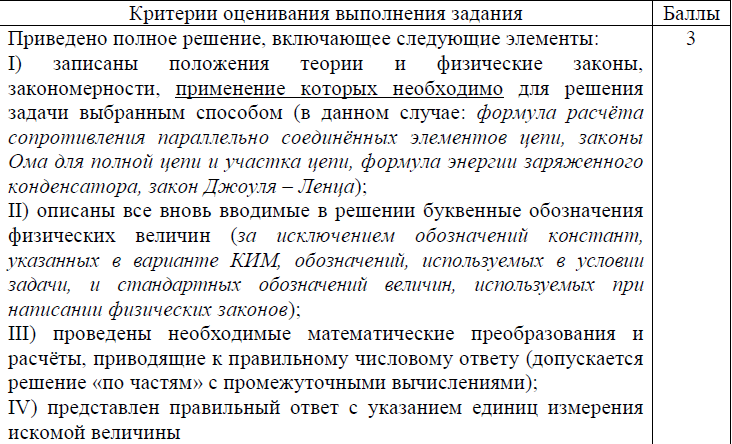 Критерии оценивания выполнения задания Баллы
Приведено полное решение, включающее следующие элементы: 3
I) записаны положения теории и физические законы,
закономерности, применение которых необходимо для решения
задачи выбранным способом (в данном случае: формула расчёта
сопротивления параллельно соединённых элементов цепи, законы
Ома для полной цепи и участка цепи, формула энергии заряженного
конденсатора, закон Джоуля – Ленца);
II) описаны все вновь вводимые в решении буквенные обозначения
физических величин (за исключением обозначений констант,
указанных в варианте КИМ, обозначений, используемых в условии
задачи, и стандартных обозначений величин, используемых при
написании физических законов);
III) проведены необходимые математические преобразования и
расчёты, приводящие к правильному числовому ответу (допускается
решение «по частям» с промежуточными вычислениями);
IV) представлен правильный ответ с указанием единиц измерения
искомой величины